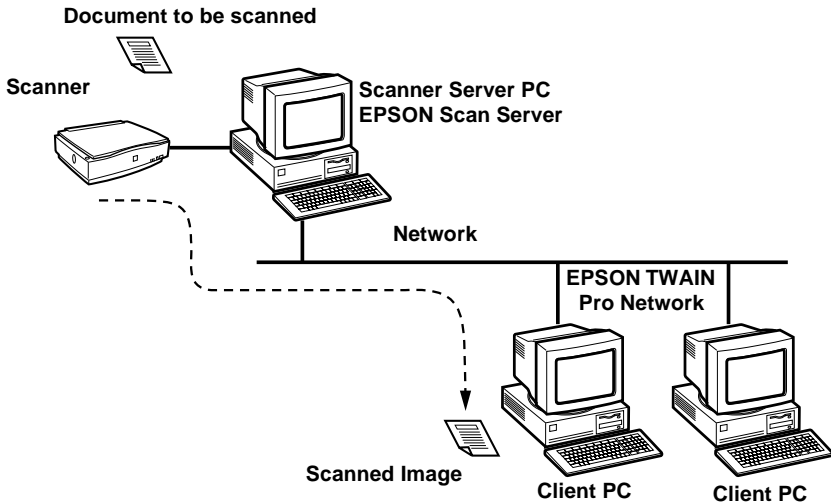 Document to be scanned
Scanner
Scanner Server PC
EPSON Scan Server
Network
EPSON TWAIN
Pro Network
Scanned Image
Client PC
Client PC